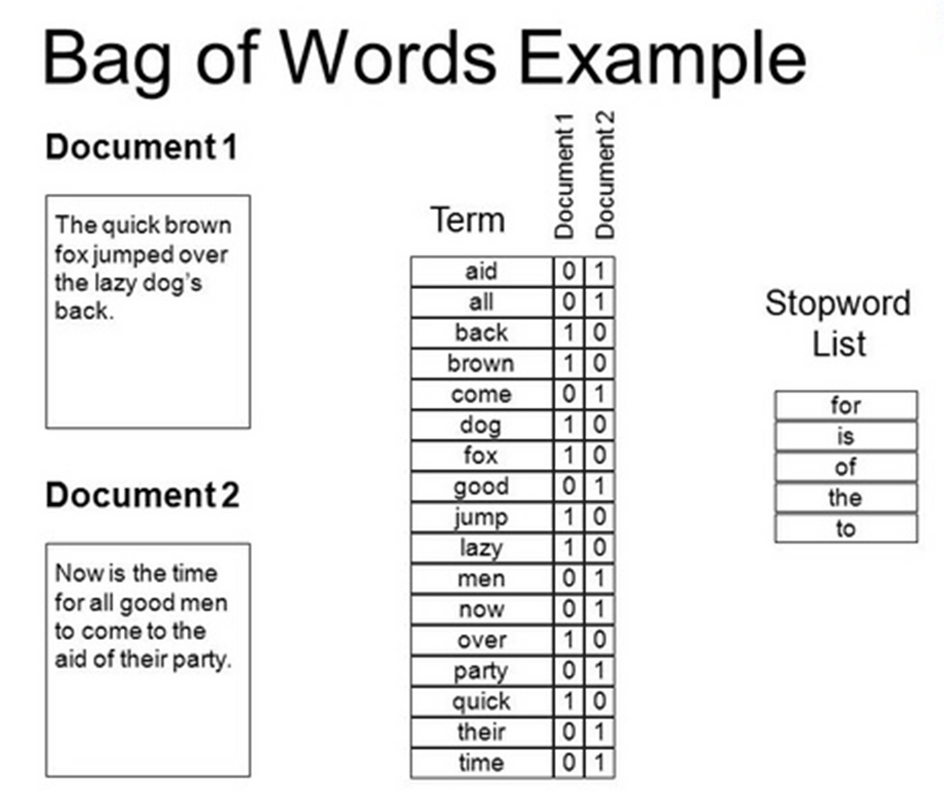 Bag of Words Example
Document 1
The quick brown
fox jumped over
the lazy dog's
back.
Document 2
Now is the time
for all good men
to come to the
aid of their party.
Term Document 1 Document 2
aid 0 1
all 0 1
back 1 0
brown 1 0
come 0 1
dog 1 0
fox 1 0
good 0 1
jump 1 0
lazy 1 0
men 0 1
now 0 1
over 1 0
party 0 1
quick 1 0
their 0 1
time 0 1
Stopword
List
for
is
of
the
to